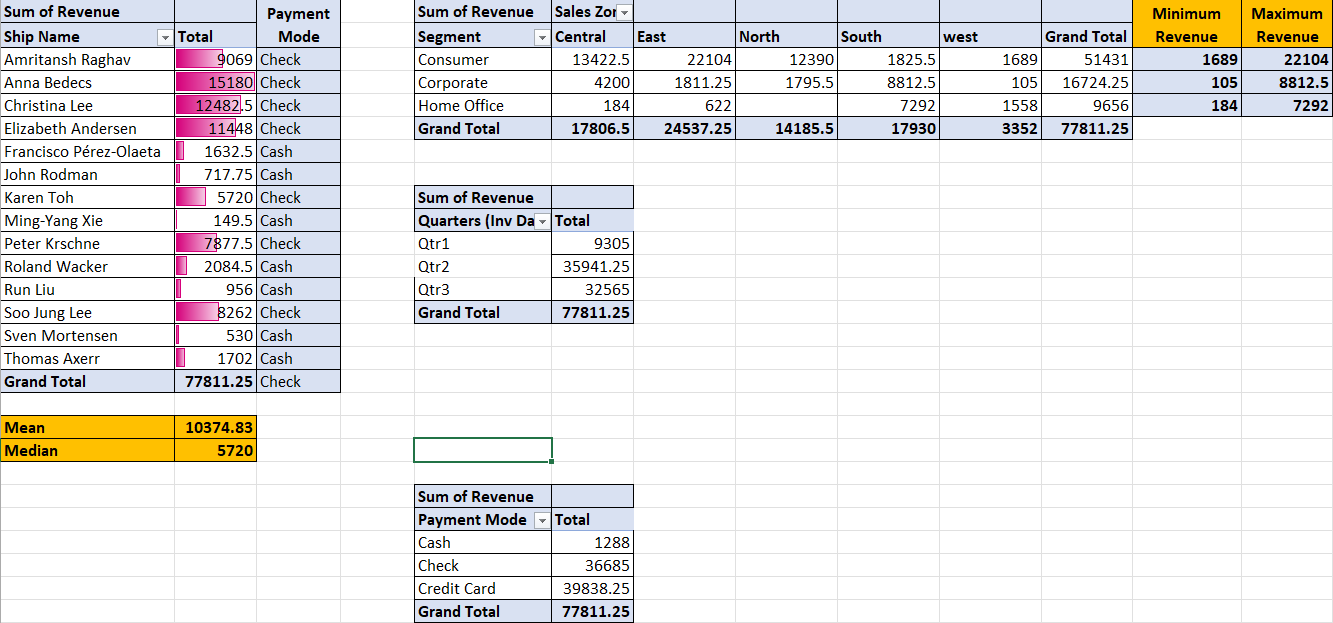 Sum of Revenue Payment Mode
Ship Name Total
Amritansh Raghav 9069 Check
Anna Bedecs 15180 Check
Christina Lee 12482.5 Check
Elizabeth Andersen 11448 Check
Francisco Pérez-Olaeta 1632.5 Cash
John Rodman 717.75 Cash
Karen Toh 5720 Check
Ming-Yang Xie 149.5 Cash
Peter Krschne 7877.5 Check
Roland Wacker 2084.5 Cash
Run Liu 956 Cash
Soo Jung Lee 8262 Check
Sven Mortensen 530 Cash
Thomas Axerr 1702 Cash
Grand Total 77811.25 Check
Mean 10374.83
Median 5720
Sum of Revenue Sales Zor Minimum Revenue Maximum Revenue
Segment Central East North South west Grand Total
Consumer 13422.5 22104 12390 1825.5 1689 51431 1689 22104
Corporate 4200 1811.25 1795.5 8812.5 105 16724.25 105 8812.5
Home Office 184 622 7292 1558 9656 184 7292
Grand Total 17806.5 24537.25 14185.5 17930 3352 77811.25
Sum of Revenue
Quarters (Inv Da Total
Qtr1 9305
Qtr2 35941.25
Qtr3 32565
Grand Total 77811.25
Sum of Revenue
Payment Mode Total
Cash 1288
Check 36685
Credit Card 39838.25
Grand Total 77811.25